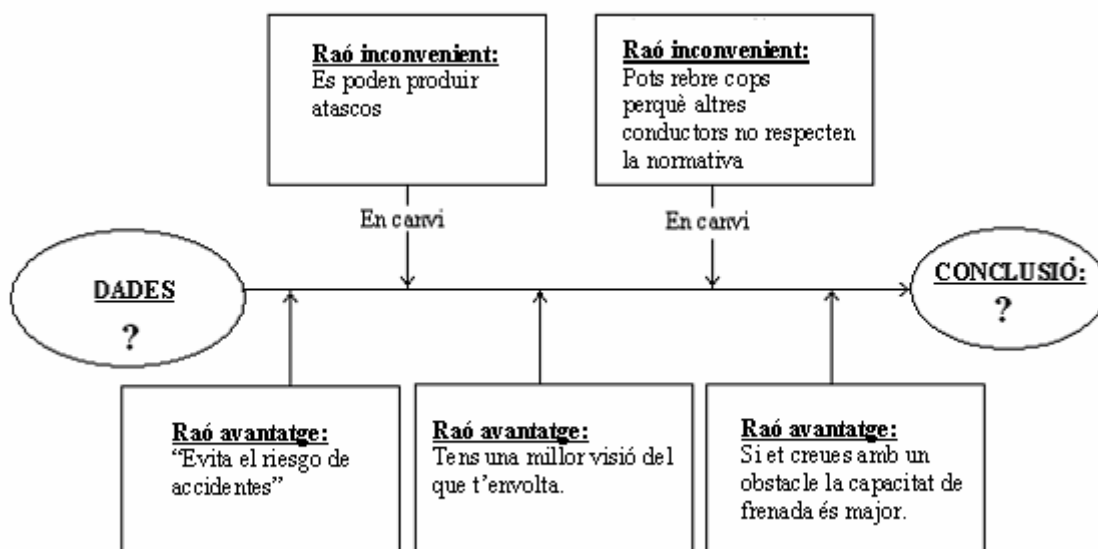 Raó inconvenient:
Es poden produir
atascos
Raó inconvenient:
Pots rebre cops
perquè altres
conductors no respecten
la normativa
En canvi
En canvi
DADES
?
CONCLUSIÓ:
?
Raó avantatge:
“Evita el riesgo de
accidentes”
Raó avantatge:
Tens una millor visió del
que t’envolta.
Raó avantatge:
Si et creues amb un
obstacle la capacitat de
frenada és major.